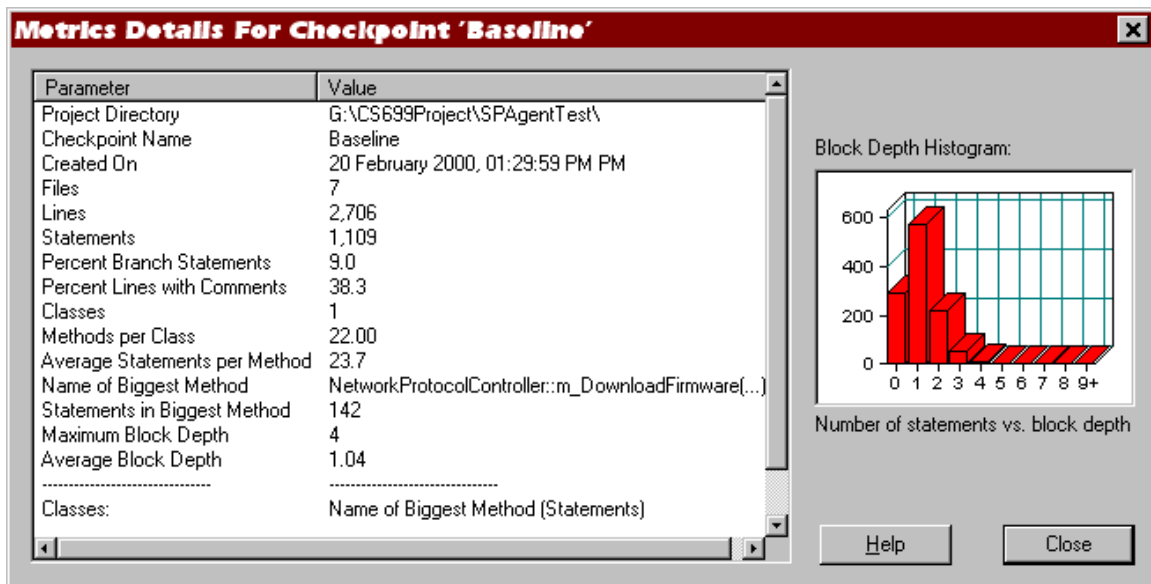 Metrics Details For Checkpoint 'Baseline'
Parameter Value
Project Directory G:\CS699Project\SPAgentTest\
Checkpoint Name Baseline
Created On 20 February 2000, 01:29:59 PM PM
Files 7
Lines 2,706
Statements 1,109
Percent Branch Statements 9.0
Percent Lines with Comments 38.3
Classes 1
Methods per Class 22.00
Average Statements per Method 23.7
Name of Biggest Method NetworkProtocolController::m_DownloadFirmware(...)
Statements in Biggest Method 142
Maximum Block Depth 4
Average Block Depth 1.04
------------------------------- -------------------------------
Classes: Name of Biggest Method (Statements)
Block Depth Histogram:
600
400
200
0
0 1 2 3 4 5 6 7 8 9+
Number of statements vs. block depth
Help Close